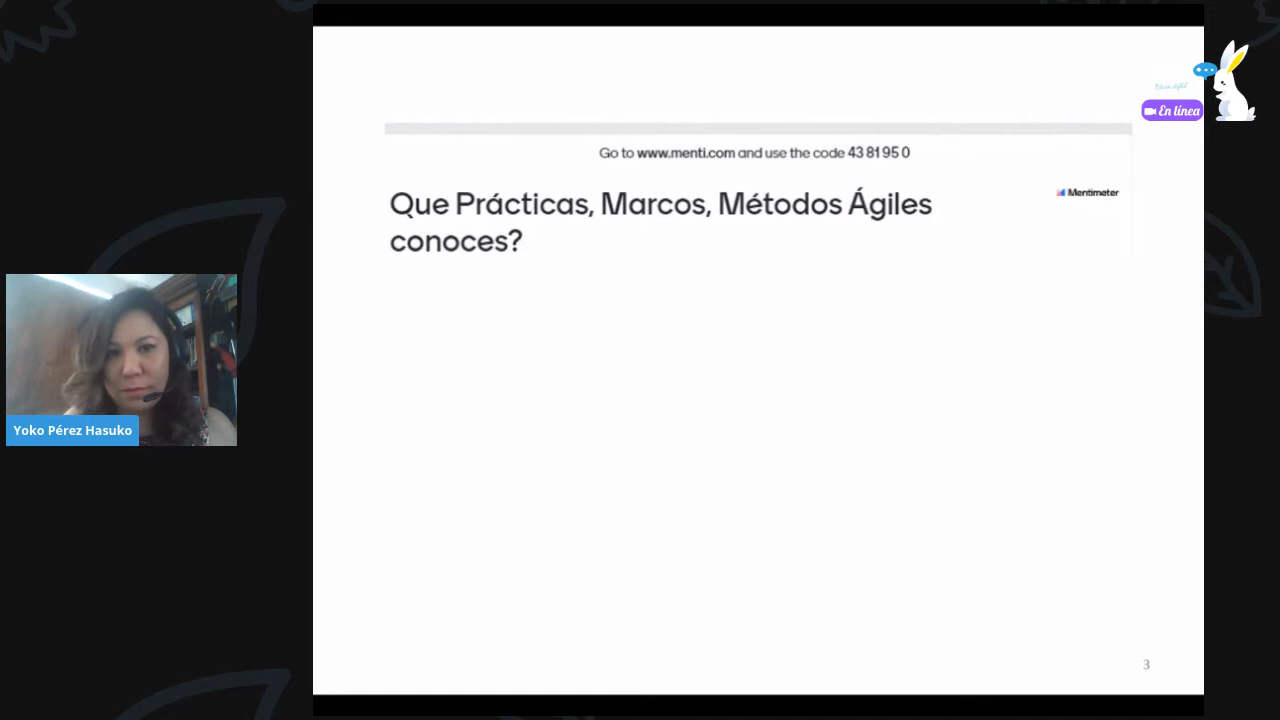 Go to www.menti.com and use the code 43 81 95 0
Mentimeter
Que Prácticas, Marcos, Métodos Ágiles
conoces?
En línea
Yoko Pérez Hasuko
3